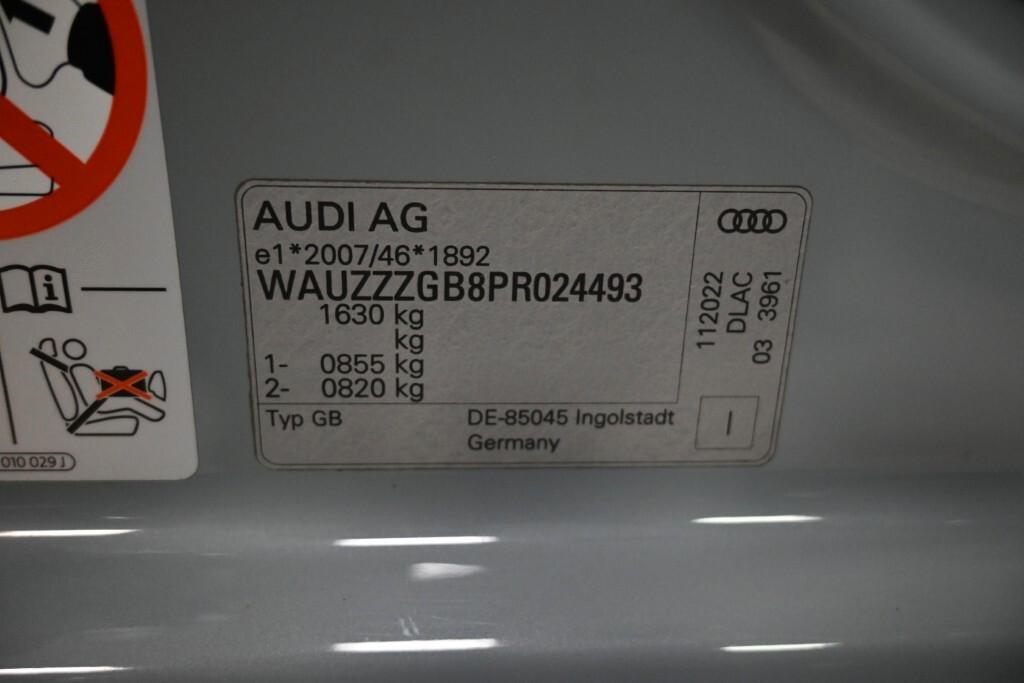 1
i
010 029 J
AUDI AG
e1*2007/46*1892
WAUZZZGB8PR024493
1630 kg
kg
1- 0855 kg
2- 0820 kg
Typ GB
DE-85045 Ingolstadt
Germany
112022
DLAC
03 3961
I